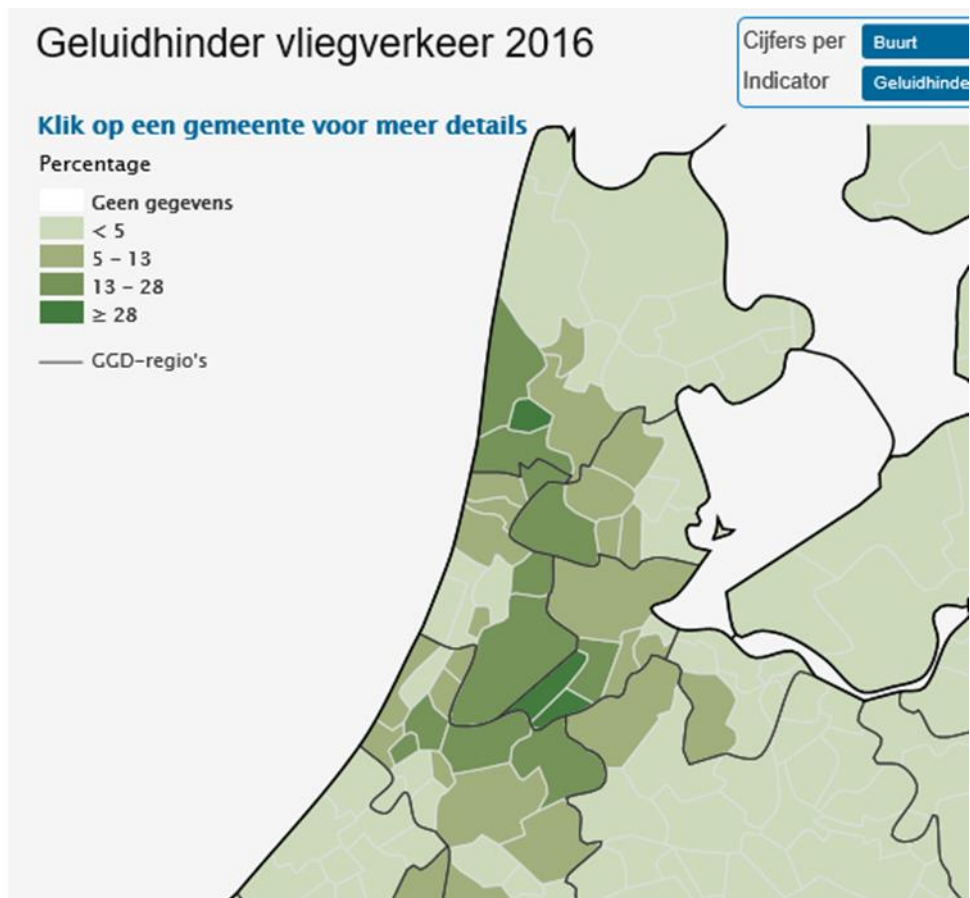 Geluidhinder vliegverkeer 2016
Cijfers per Buurt
Indicator Geluidhinde
Klik op een gemeente voor meer details
Percentage
Geen gegevens
< 5
5 – 13
13 – 28
≥ 28
GGD-regio's